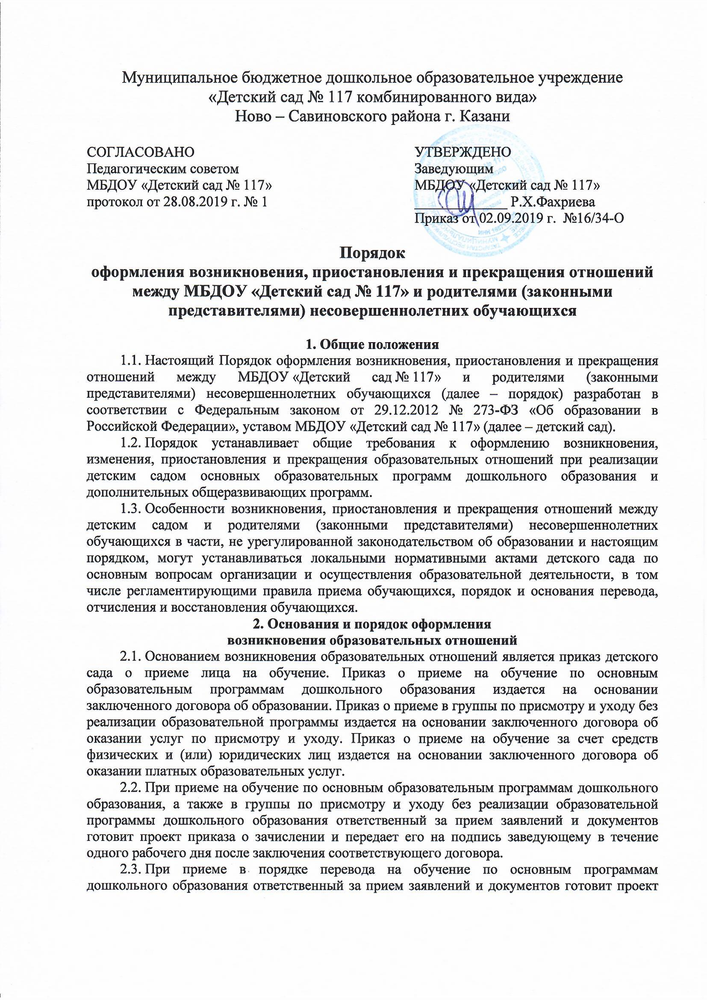 Муниципальное бюджетное дошкольное образовательное учреждение
«Детский сад № 117 комбинированного вида»
Ново – Савиновского района г. Казани
СОГЛАСОВАНО
Педагогическим советом
МБДОУ «Детский сад № 117»
протокол от 28.08.2019 г. № 1
УТВЕРЖДЕНО
Заведующим
МБДОУ «Детский сад № 117»
_____________ Р.Х.Фахриева
Приказ от 02.09.2019 г. №16/34-О
Порядок
оформления возникновения, приостановления и прекращения отношений
между МБДОУ «Детский сад № 117» и родителями (законными
представителями) несовершеннолетних обучающихся
1. Общие положения
1.1. Настоящий Порядок оформления возникновения, приостановления и прекращения
отношений между МБДОУ «Детский сад № 117» и родителями (законными
представителями) несовершеннолетних обучающихся (далее – порядок) разработан в
соответствии с Федеральным законом от 29.12.2012 № 273-ФЗ «Об образовании в
Российской Федерации», уставом МБДОУ «Детский сад № 117» (далее – детский сад).
1.2. Порядок устанавливает общие требования к оформлению возникновения,
изменения, приостановления и прекращения образовательных отношений при реализации
детским садом основных образовательных программ дошкольного образования и
дополнительных общеразвивающих программ.
1.3. Особенности возникновения, приостановления и прекращения отношений между
детским садом и родителями (законными представителями) несовершеннолетних
обучающихся в части, не урегулированной законодательством об образовании и настоящим
порядком, могут устанавливаться локальными нормативными актами детского сада по
основным вопросам организации и осуществления образовательной деятельности, в том
числе регламентирующими правила приема обучающихся, порядок и основания перевода,
отчисления и восстановления обучающихся.
2. Основания и порядок оформления
возникновения образовательных отношений
2.1. Основанием возникновения образовательных отношений является приказ детского
сада о приеме лица на обучение. Приказ о приеме на обучение по основным
образовательным программам дошкольного образования издается на основании
заключенного договора об образовании. Приказ о приеме в группы по присмотру и уходу без
реализации образовательной программы издается на основании заключенного договора об
оказании услуг по присмотру и уходу. Приказ о приеме на обучение за счет средств
физических и (или) юридических лиц издается на основании заключенного договора об
оказании платных образовательных услуг.
2.2. При приеме на обучение по основным образовательным программам дошкольного
образования, а также в группы по присмотру и уходу без реализации образовательной
программы дошкольного образования ответственный за прием заявлений и документов
готовит проект приказа о зачислении и передает его на подпись заведующему в течение
одного рабочего дня после заключения соответствующего договора.
2.3. При приеме в порядке перевода на обучение по основным программам
дошкольного образования ответственный за прием заявлений и документов готовит проект